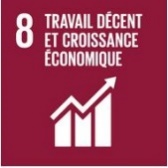 8 TRAVAIL DÉCENT
ET CROISSANCE
ÉCONOMIQUE